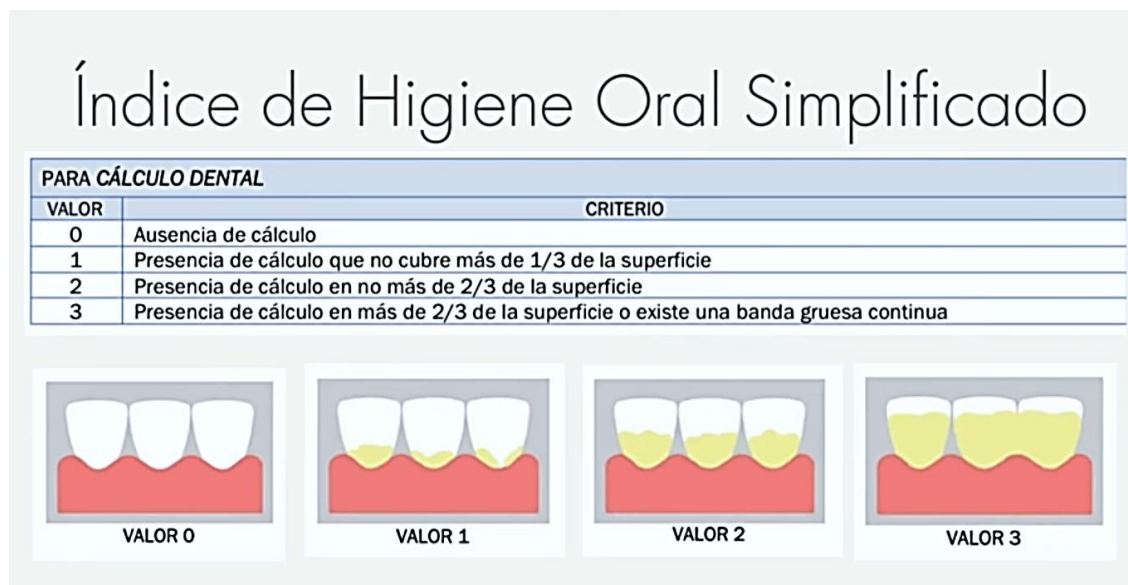 Índice de Higiene Oral Simplificado
PARA CÁLCULO DENTAL
VALOR CRITERIO
0 Ausencia de cálculo
1 Presencia de cálculo que no cubre más de 1/3 de la superficie
2 Presencia de cálculo en no más de 2/3 de la superficie
3 Presencia de cálculo en más de 2/3 de la superficie o existe una banda gruesa continua
VALOR 0 VALOR 1 VALOR 2 VALOR 3